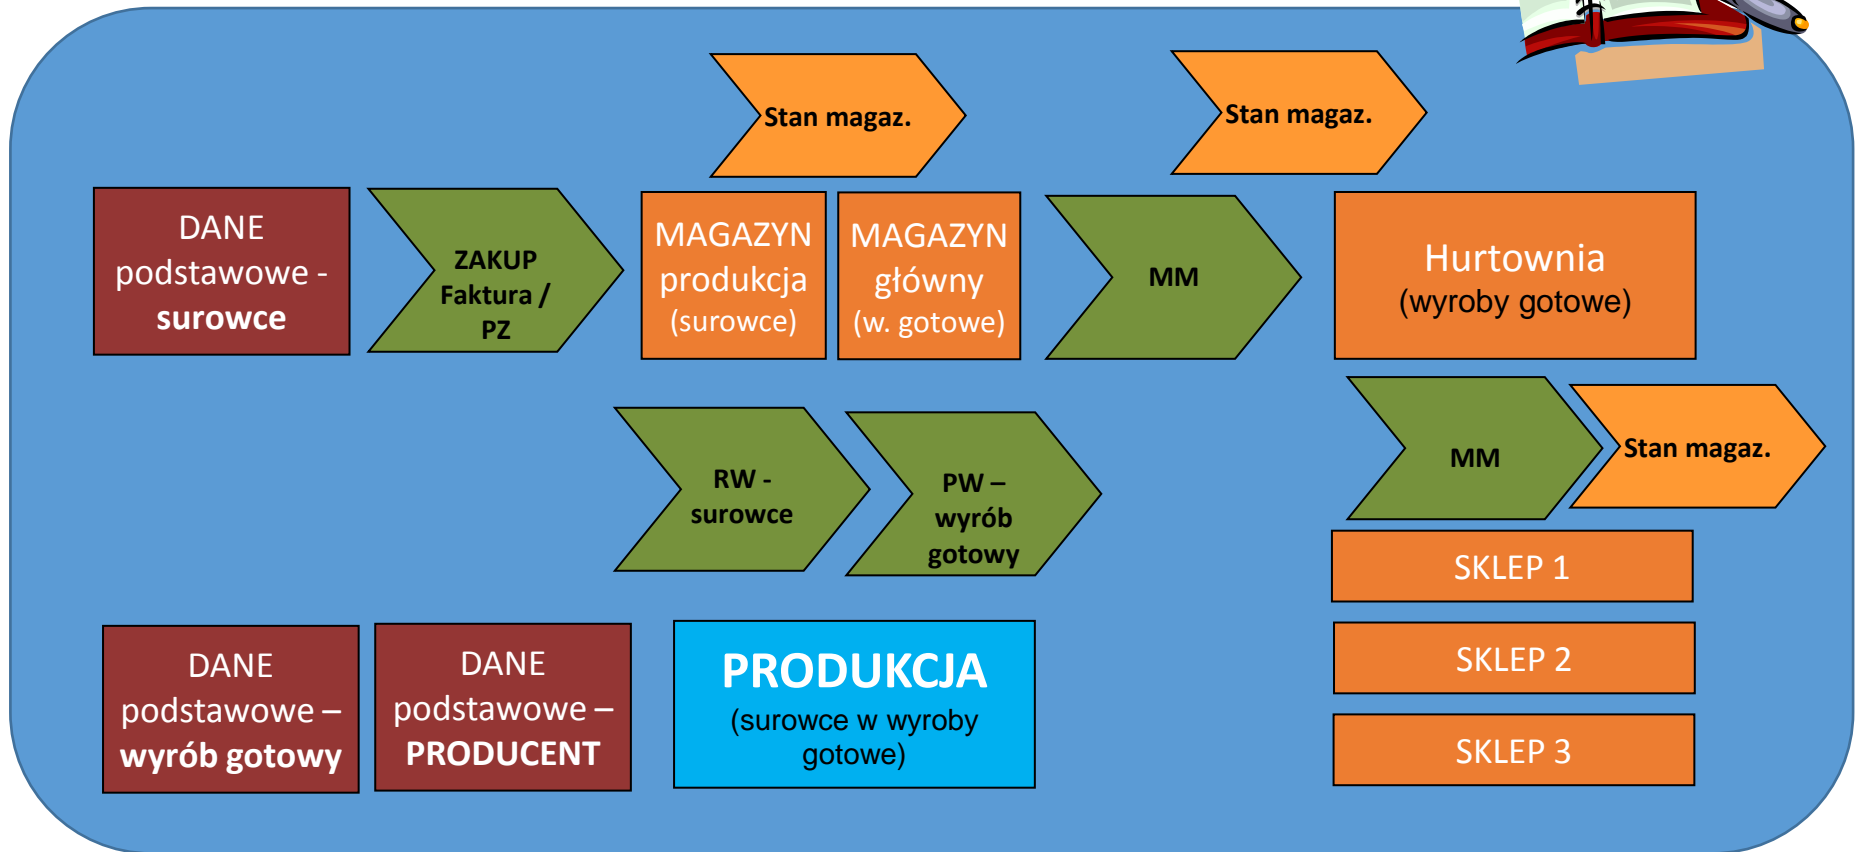 Stan magaz.
Stan magaz.
DANE
podstawowe -
surowce
ZAKUP
Faktura /
PZ
MAGAZYN
produkcja
(surowce)
MAGAZYN
główny
(w. gotowe)
MM
Hurtownia
(wyroby gotowe)
RW -
surowce
PW –
wyrób
gotowy
MM
Stan magaz.
SKLEP 1
SKLEP 2
SKLEP 3
DANE
podstawowe –
wyrób gotowy
DANE
podstawowe –
PRODUCENT
PRODUKCJA
(surowce w wyroby
gotowe)